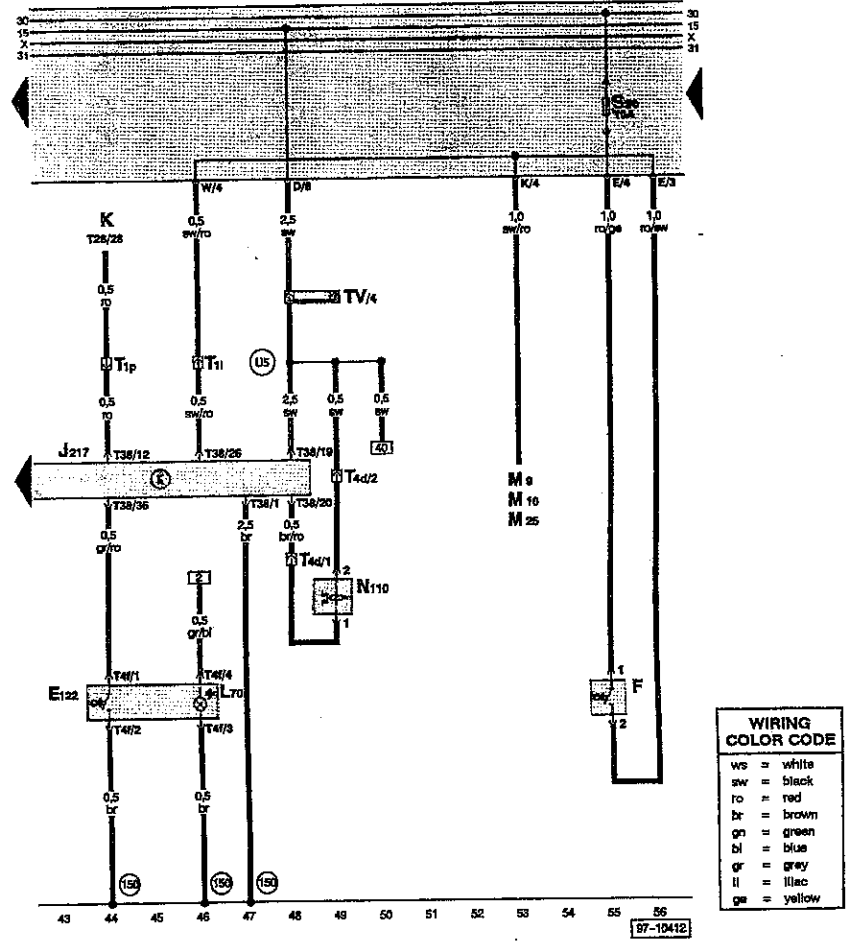 30 30
15 15
X X
31 31
W/4 D/8 K/4 E/4 E/3
K
T28/28
0,5 sw/ro
2,5 sw
1,0 sw/ro
1,0 ro/ge
1,0 ro/sw
0,5 ro
TV/4
T1p T1l
0,5 ro
0,5 sw/ro
2,5 sw
0,5 sw
0,5 sw
40
J217 T38/12 T38/26 T38/19
T4d/2
M 9
M 10
M 25
T38/36 T38/1 T38/20
0,5 gr/ro
2,5 br
0,5 br/ro
T4d/1
2
2
N110
1
0,5 gr/bl
E122 T4f/1 T4f/4 L70
T4f/2 T4f/3
1
F
2
0,5 br
0,5 br
150 150 150
43 44 45 46 47 48 49 50 51 52 53 54 55 56
97-10412
WIRING
COLOR CODE
ws = white
sw = black
ro = red
br = brown
gn = green
bl = blue
gr = grey
li = lilac
ge = yellow